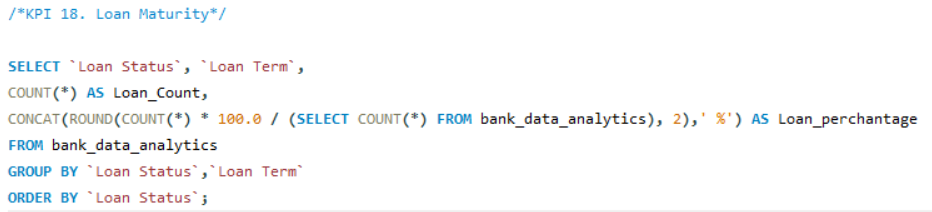 /*KPI 18. Loan Maturity*/
SELECT `Loan Status`, `Loan Term`,
COUNT(*) AS Loan_Count,
CONCAT(ROUND(COUNT(*) * 100.0 / (SELECT COUNT(*) FROM bank_data_analytics), 2),' %') AS Loan_perchantage
FROM bank_data_analytics
GROUP BY `Loan Status`,`Loan Term`
ORDER BY `Loan Status`;